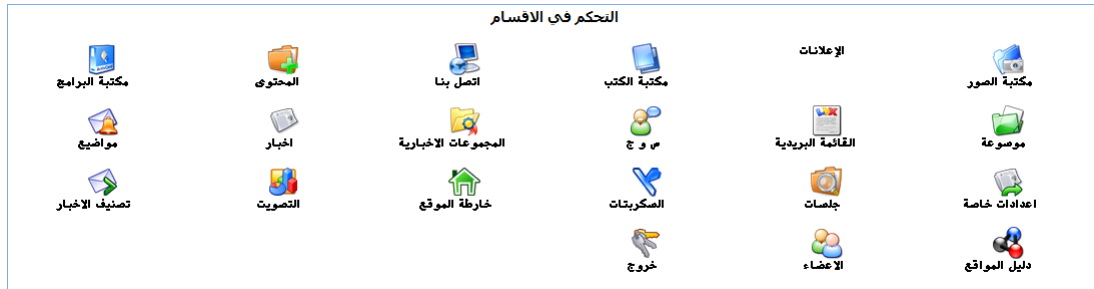 التحكم في الاقسام
مكتبة الصور
الإعلانات
مكتبة الكتب
اتصل بنا
المحتوى
مكتبة البرامج
موسوعة
القائمة البريدية
س و ج
المجموعات الاخبارية
اخبار
مواضيع
اعدادات خاصة
جلسات
السكربتات
خارطة الموقع
التصويت
تصنيف الاخبار
دليل المواقع
الاعضاء
خروج